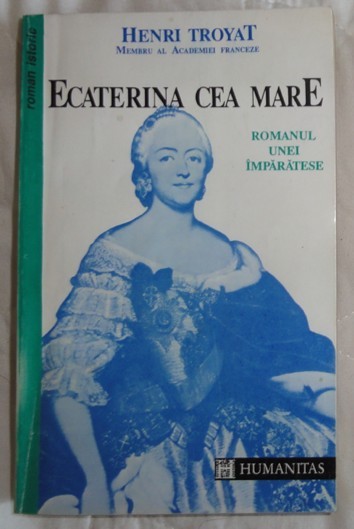 HENRI TROYAT
MEMBRU AL ACADEMIEI FRANCEZE
roman istoric
ECATERINA CEA MARE
ROMANUL
UNEI
ÎMPĂRĂTESE
HUMANITAS